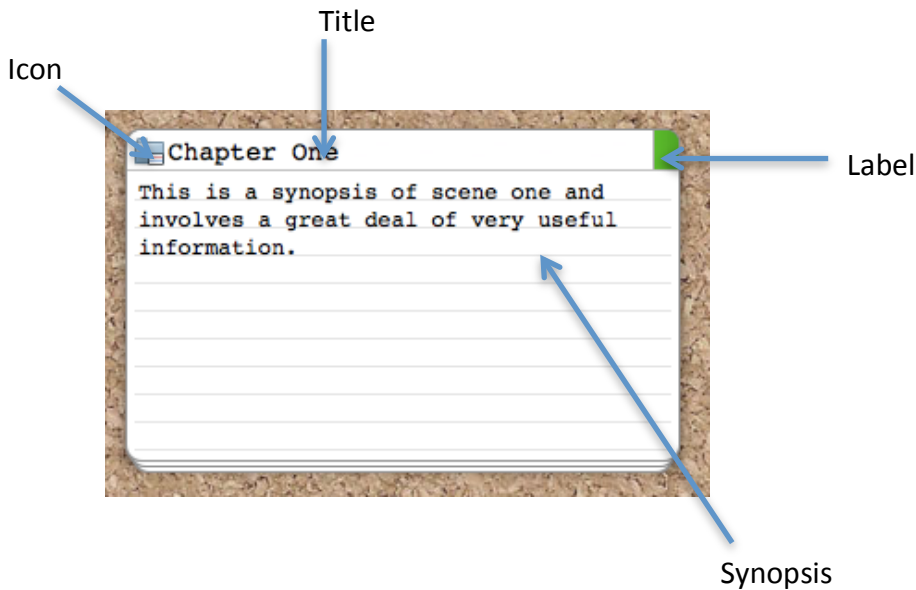 Title
Icon
Chapter One
Label
This is a synopsis of scene one and
involves a great deal of very useful
information.
Synopsis